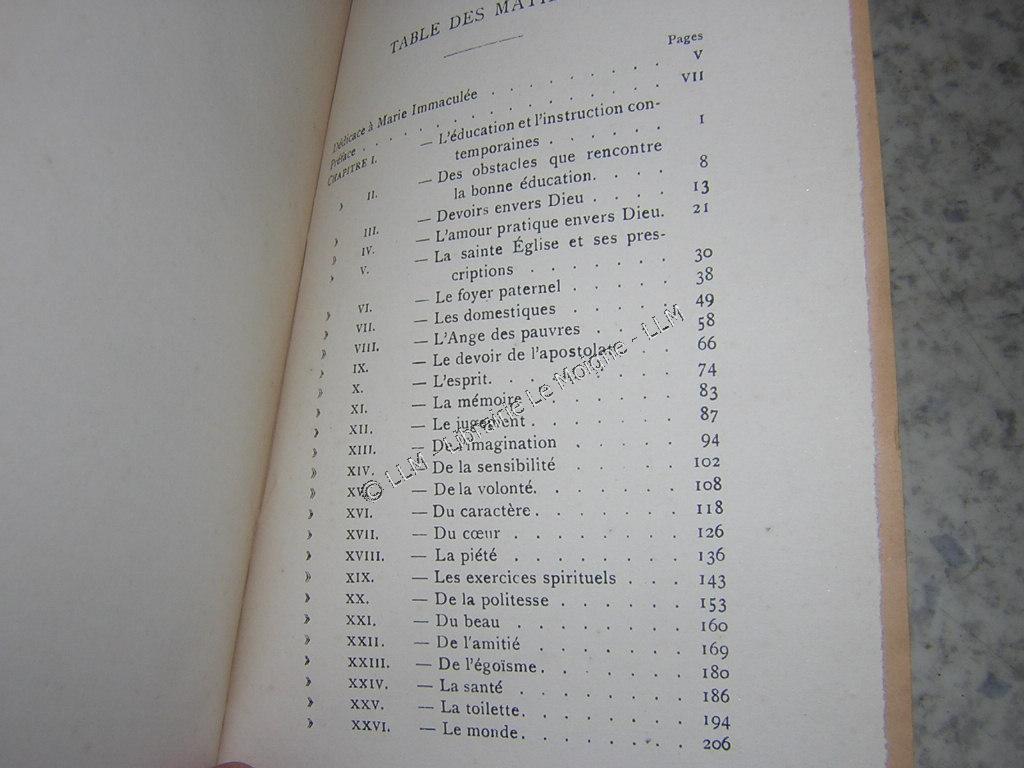 TABLE DES
Pages
Dédicace à Marie Immaculée . . . . . . . V
Préface . . . . . . . . . . . VII
CHAPITRE I. — L'éducation et l'instruction con-
temporaines . . . . . . 1
» II. — Des obstacles que rencontre
la bonne éducation. . . . 8
» III. — Devoirs envers Dieu . . . . 13
» IV. — L'amour pratique envers Dieu. 21
» V. — La sainte Église et ses pres-
criptions . . . . . . . 30
» VI. — Le foyer paternel . . . . . 38
» VII. — Les domestiques . . . . . 49
» VIII. — L'Ange des pauvres . . . . 58
» IX. — Le devoir de l'apostolat . . . 66
» X. — L'esprit. . . . . . . . 74
» XI. — La mémoire . . . . . . 83
» XII. — Le jugement . . . . . . 87
» XIII. — De l'imagination . . . . . 94
» XIV. — De la sensibilité . . . . . 102
» XV. — De la volonté. . . . . . 108
» XVI. — Du caractère . . . . . . 118
» XVII. — Du cœur . . . . . . . 126
» XVIII. — La piété . . . . . . . 136
» XIX. — Les exercices spirituels . . . 143
» XX. — De la politesse . . . . . . 153
» XXI. — Du beau . . . . . . . 160
» XXII. — De l'amitié . . . . . . 169
» XXIII. — De l'égoïsme . . . . . . 180
» XXIV. — La santé . . . . . . . 186
» XXV. — La toilette. . . . . . . 194
» XXVI. — Le monde. . . . . . . 206
© LLM - Librairie Le Moigne - LLM